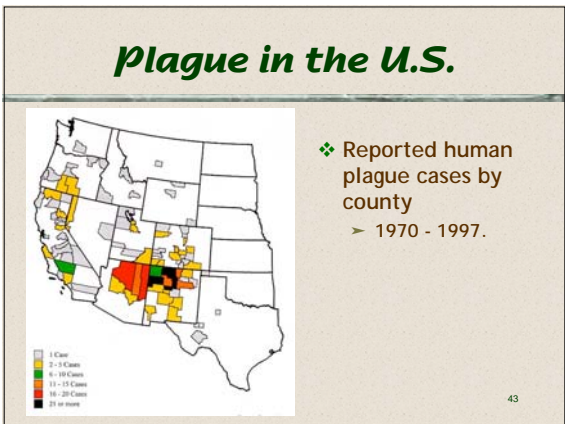 Plague in the U.S.
❖ Reported human
plague cases by
county
➢ 1970 - 1997.
1 Case
2 - 5 Cases
6 - 10 Cases
11 - 15 Cases
16 - 20 Cases
21 or more
43